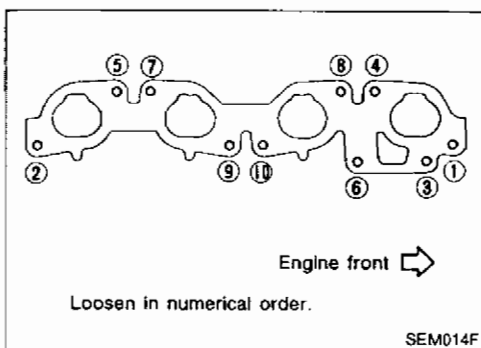 ⑤ ⑦ ⑧ ④
② ⑨ ⑩ ⑥ ③ ①
Engine front
Loosen in numerical order.
SEM014F